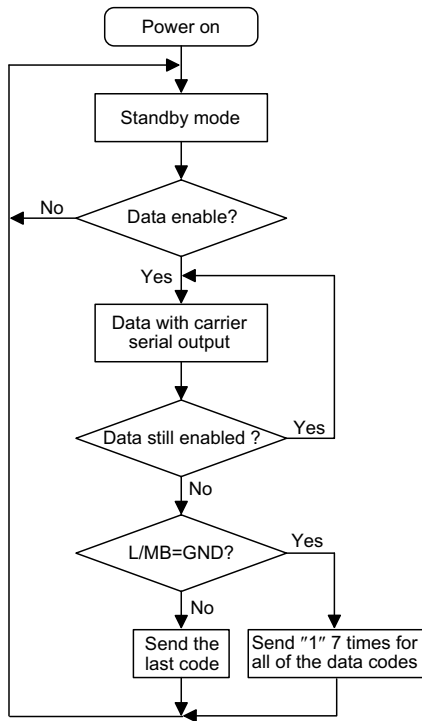 Power on
Standby mode
Data enable?
No
Yes
Data with carrier
serial output
Data still enabled ?
Yes
No
L/MB=GND?
Yes
No
Send the
last code
Send ″1″ 7 times for
all of the data codes